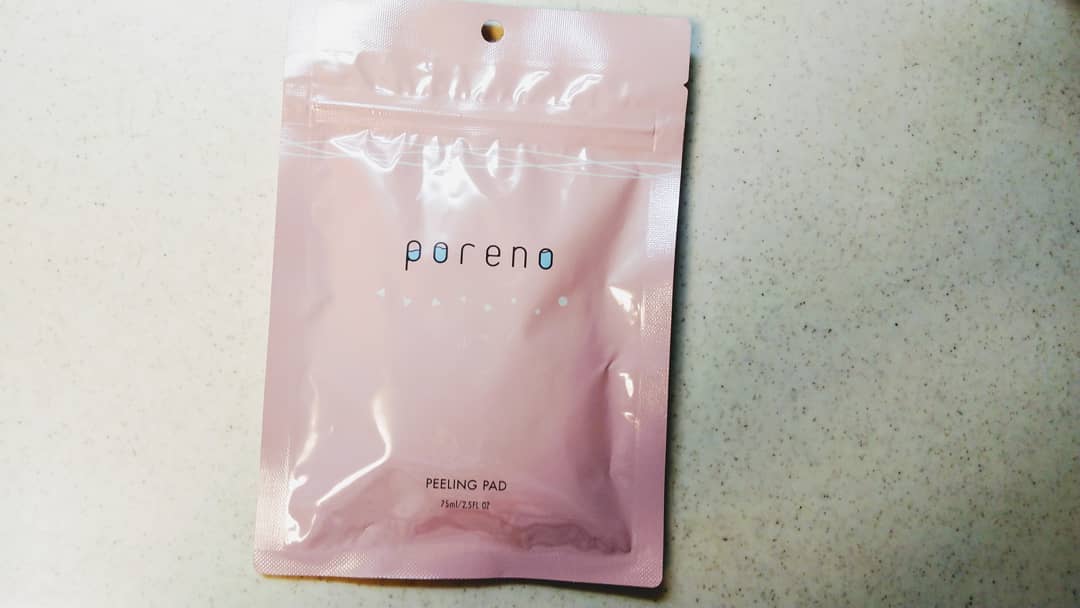 poreno
PEELING PAD
75ml/2.5FL OZ